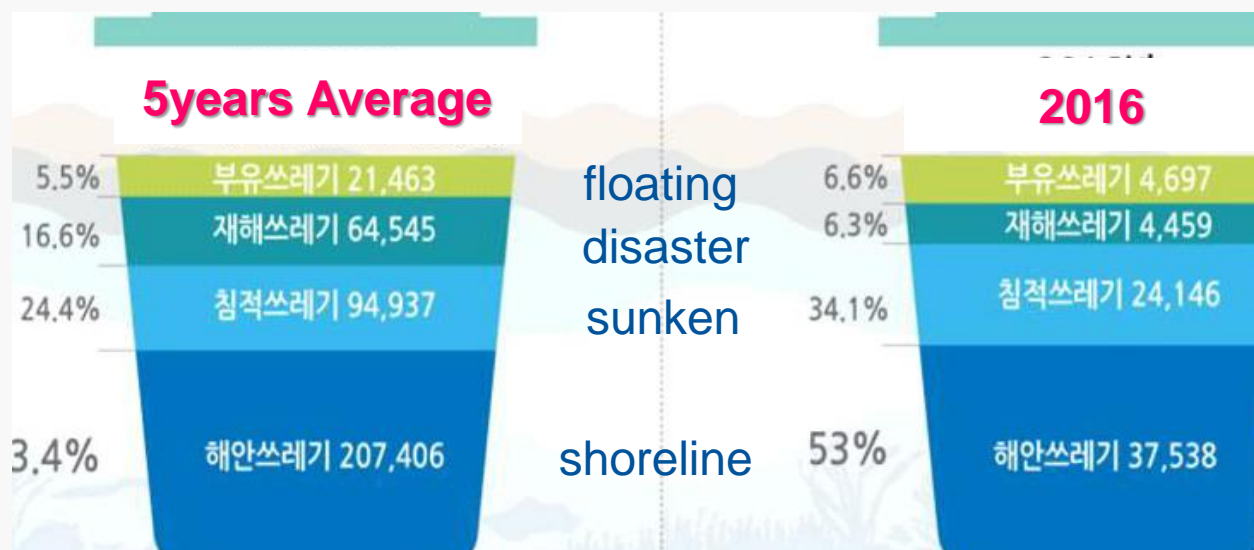 5years Average
5.5%
부유쓰레기 21,463
16.6%
재해쓰레기 64,545
24.4%
침적쓰레기 94,937
3.4%
해안쓰레기 207,406
floating
disaster
sunken
shoreline
2016
6.6%
부유쓰레기 4,697
6.3%
재해쓰레기 4,459
34.1%
침적쓰레기 24,146
53%
해안쓰레기 37,538